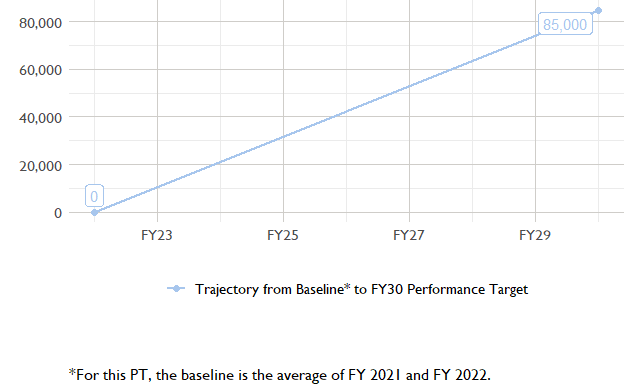 80,000
85,000
60,000
40,000
20,000
0
0
FY23 FY25 FY27 FY29
Trajectory from Baseline* to FY30 Performance Target
*For this PT, the baseline is the average of FY 2021 and FY 2022.